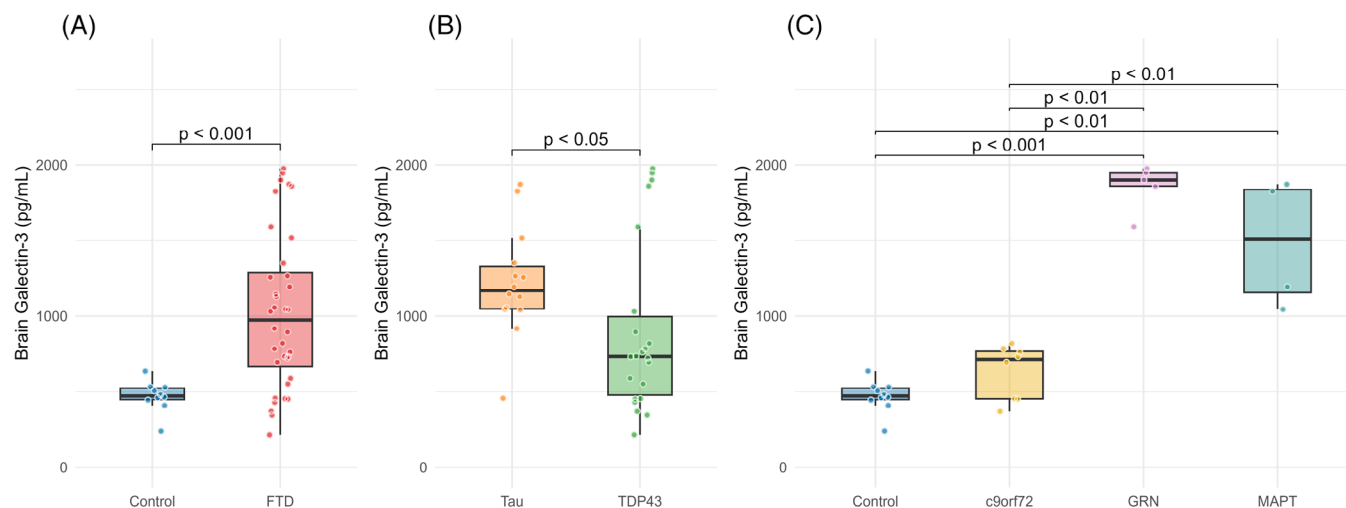 (A)
Brain Galectin-3 (pg/mL)
2000
1000
0
p < 0.001
Control
FTD
(B)
Brain Galectin-3 (pg/mL)
2000
1000
0
p < 0.05
Tau
TDP43
(C)
Brain Galectin-3 (pg/mL)
2000
1000
0
p < 0.01
p < 0.01
p < 0.01
p < 0.001
Control
c9orf72
GRN
MAPT